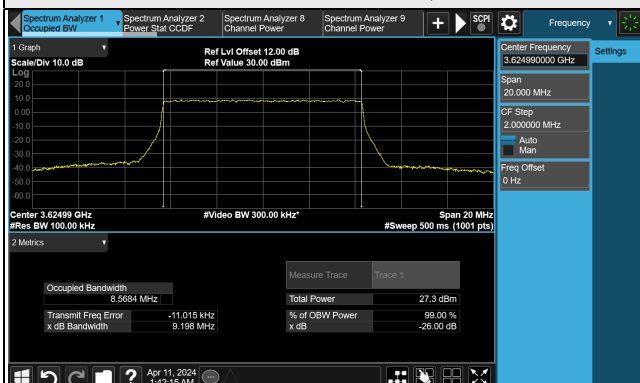 Spectrum Analyzer 1
Occupied BW
Spectrum Analyzer 2
Power Stat CCDF
Spectrum Analyzer 8
Channel Power
Spectrum Analyzer 9
Channel Power
SCPI
Frequency
1 Graph
Scale/Div 10.0 dB
Ref Lvl Offset 12.00 dB
Ref Value 30.00 dBm
Log
20.0
10.0
0.00
-10.0
-20.0
-30.0
-40.0
-50.0
-60.0
Center 3.62499 GHz
#Video BW 300.00 kHz*
Span 20 MHz
#Res BW 100.00 kHz
#Sweep 500 ms (1001 pts)
2 Metrics
Measure Trace
Trace 1
Occupied Bandwidth
8.5684 MHz
Total Power
27.3 dBm
Transmit Freq Error
-11.015 kHz
% of OBW Power
99.00 %
x dB Bandwidth
9.198 MHz
x dB
-26.00 dB
Center Frequency
3.624990000 GHz
Settings
Span
20.000 MHz
CF Step
2.000000 MHz
Auto
Man
Freq Offset
0 Hz
?
Apr 11, 2024
1:42:15 AM